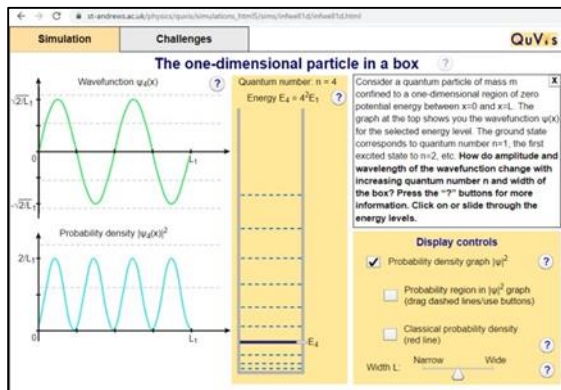 st-andrews.ac.uk/physics/quvis/simulations_html5/sims/infwell1d/infwell1d.html
Simulation
Challenges
QuVis
The one-dimensional particle in a box ?
Wavefunction ψ₄(x) ?
√2/L₁
0
-√2/L₁
L₁
Probability density |ψ₄(x)|²
2/L₁
0
L₁
Quantum number: n = 4
Energy E₄ = 4²E₁ ?
E₄
X
Consider a quantum particle of mass m
confined to a one-dimensional region of zero
potential energy between x=0 and x=L. The
graph at the top shows you the wavefunction ψ(x)
for the selected energy level. The ground state
corresponds to quantum number n=1, the first
excited state to n=2, etc. How do amplitude and
wavelength of the wavefunction change with
increasing quantum number n and width of
the box? Press the “?” buttons for more
information. Click on or slide through the
energy levels.
Display controls
Probability density graph |ψ|² ?
Probability region in |ψ|² graph
(drag dashed lines/use buttons)
?
Classical probability density
(red line)
?
Width L: Narrow Wide ?